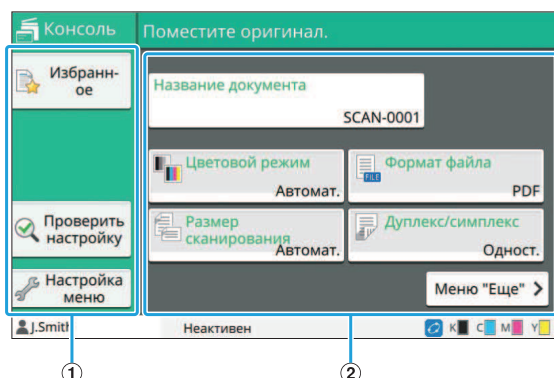 Консоль
Поместите оригинал.
Избранн-
ое
Проверить
настройку
Настройка
меню
Название документа
SCAN-0001
Цветовой режим
Автомат.
Формат файла
FILE
PDF
Размер
сканирования
Автомат.
Дуплекс/симплекс
Одност.
Меню "Еще" >
J.Smith
Неактивен
K C M Y
1
2